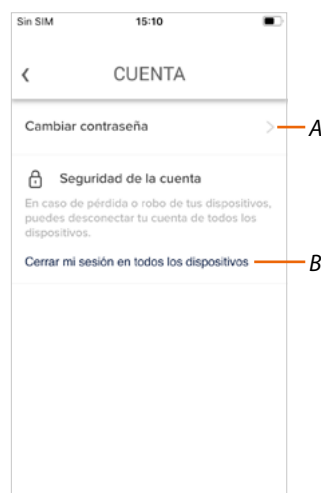 Sin SIM 15:10
CUENTA
Cambiar contraseña A
Seguridad de la cuenta
En caso de pérdida o robo de tus dispositivos,
puedes desconectar tu cuenta de todos los
dispositivos.
Cerrar mi sesión en todos los dispositivos B